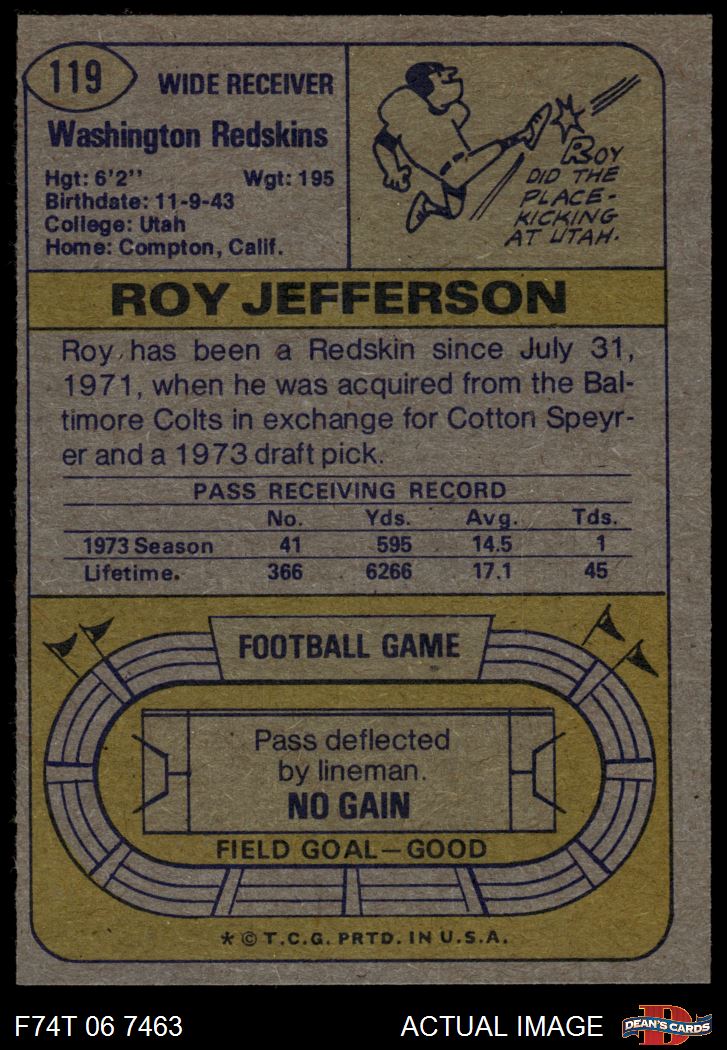 119
WIDE RECEIVER
Washington Redskins
Hgt: 6'2'' Wgt: 195
Birthdate: 11-9-43
College: Utah
Home: Compton, Calif.
ROY
DID THE
PLACE-
KICKING
AT UTAH.
ROY JEFFERSON
Roy has been a Redskin since July 31,
1971, when he was acquired from the Bal-
timore Colts in exchange for Cotton Speyr-
er and a 1973 draft pick.
PASS RECEIVING RECORD
No. Yds. Avg. Tds.
1973 Season 41 595 14.5 1
Lifetime. 366 6266 17.1 45
FOOTBALL GAME
Pass deflected
by lineman.
NO GAIN
FIELD GOAL—GOOD
* © T.C.G. PRTD. IN U.S.A.
F74T 06 7463 ACTUAL IMAGE
D
DEAN'S CARDS